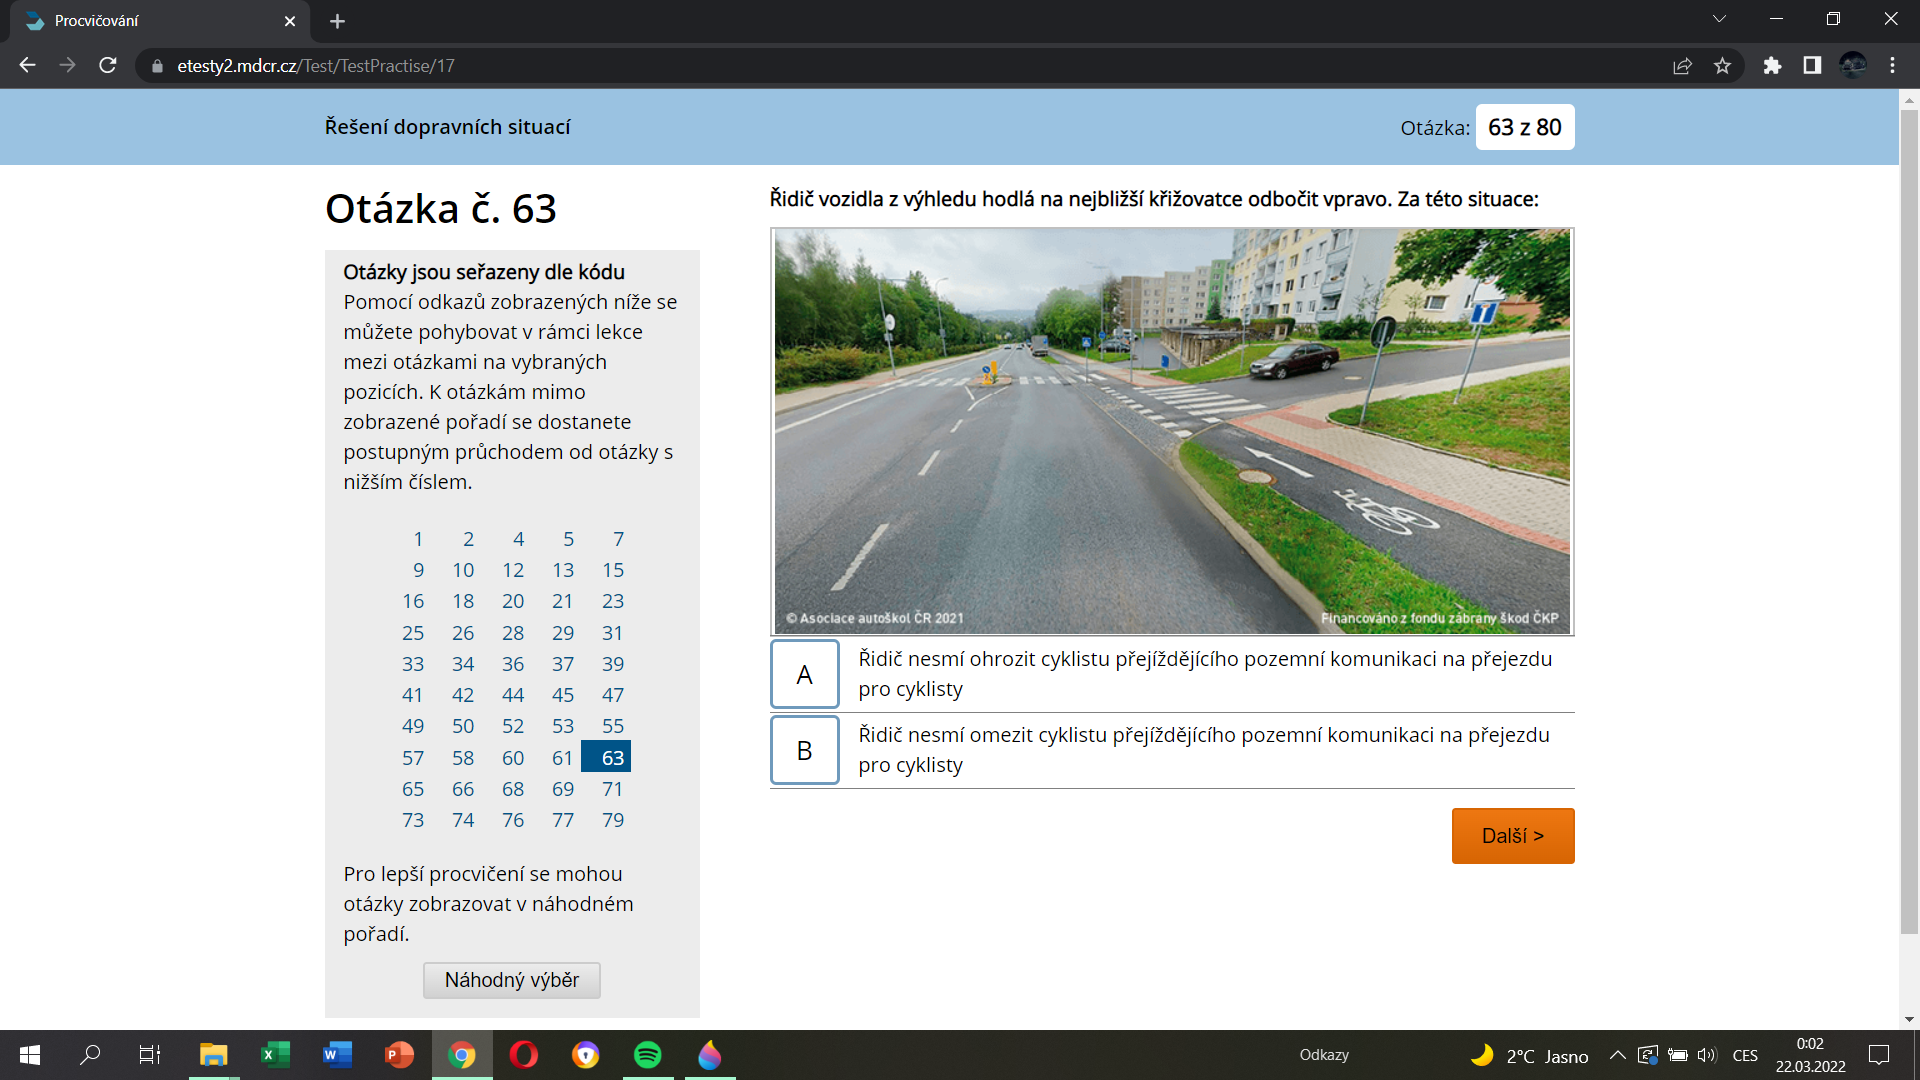 Procvičování
etesty2.mdcr.cz/Test/TestPractise/17
Řešení dopravních situací
Otázka: 63 z 80
Otázka č. 63
Otázky jsou seřazeny dle kódu
Pomocí odkazů zobrazených níže se
můžete pohybovat v rámci lekce
mezi otázkami na vybraných
pozicích. K otázkám mimo
zobrazené pořadí se dostanete
postupným průchodem od otázky s
nižším číslem.
1 2 4 5 7
9 10 12 13 15
16 18 20 21 23
25 26 28 29 31
33 34 36 37 39
41 42 44 45 47
49 50 52 53 55
57 58 60 61 63
65 66 68 69 71
73 74 76 77 79
Pro lepší procvičení se mohou
otázky zobrazovat v náhodném
pořadí.
Náhodný výběr
Řidič vozidla z výhledu hodlá na nejbližší křižovatce odbočit vpravo. Za této situace:
© Asociace autoškol ČR 2021
Financováno z fondu zábrany škod ČKP
A
Řidič nesmí ohrozit cyklistu přejíždějícího pozemní komunikaci na přejezdu
pro cyklisty
B
Řidič nesmí omezit cyklistu přejíždějícího pozemní komunikaci na přejezdu
pro cyklisty
Další >
Odkazy
2°C Jasno
CES
0:02
22.03.2022